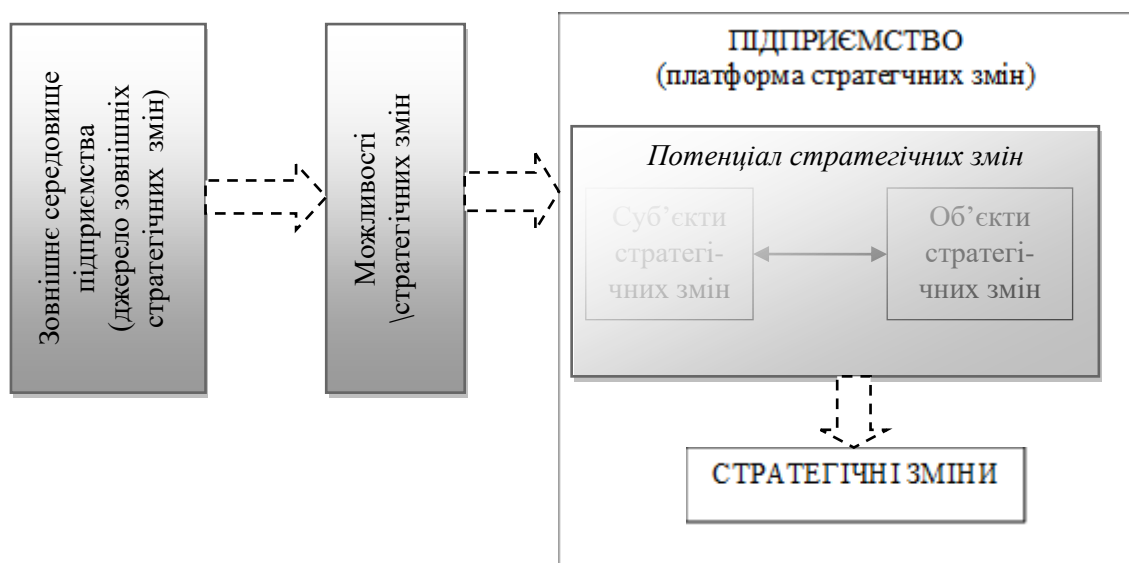 Зовнішнє середовище
підприємства
(джерело зовнішніх
стратегічних змін)
Можливості
\стратегічних змін
ПІДПРИЄМСТВО
(платформа стратегчних змін)
Потенціал стратегічних змін
Суб’єкти
стратегі-
чних змін
Об’єкти
стратегі-
чних змін
СТРАТЕГІЧНІ ЗМІНИ